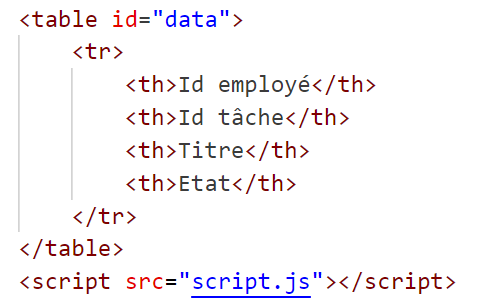 <table id="data">
<tr>
<th>Id employé</th>
<th>Id tâche</th>
<th>Titre</th>
<th>Etat</th>
</tr>
</table>
<script src="script.js"></script>